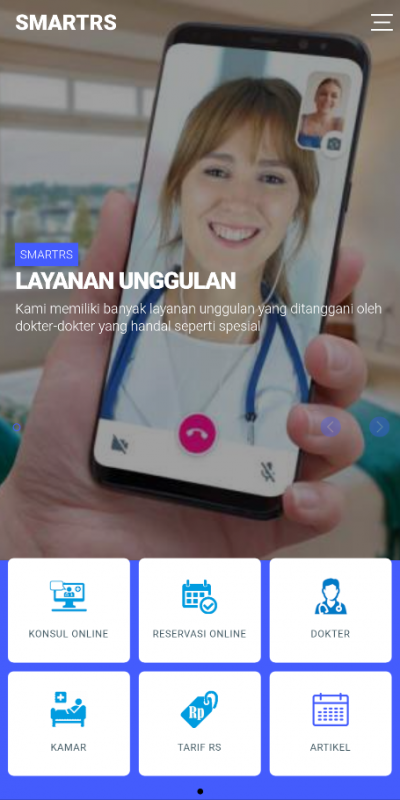 SMARTRS
SMARTRS
LAYANAN UNGGULAN
Kami memiliki banyak layanan unggulan yang ditanggani oleh
dokter-dokter yang handal seperti spesial
KONSUL ONLINE
RESERVASI ONLINE
DOKTER
Rp
KAMAR
TARIF RS
ARTIKEL